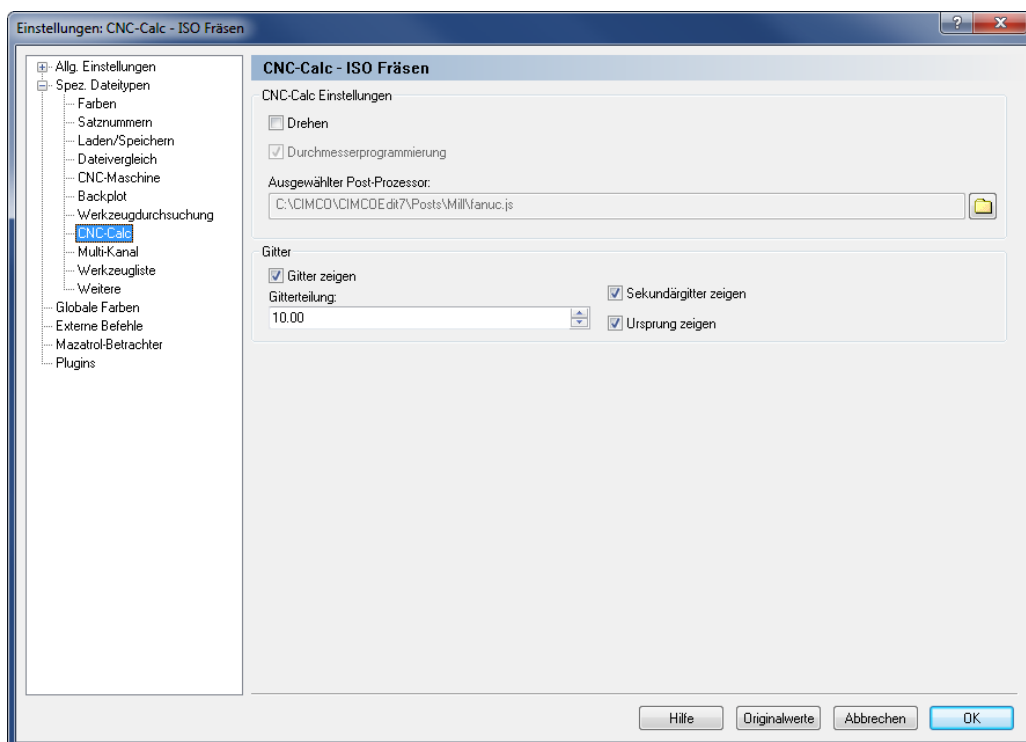 Einstellungen: CNC-Calc - ISO Fräsen
Allg. Einstellungen
Spez. Dateitypen
Farben
Satznummern
Laden/Speichern
Dateivergleich
CNC-Maschine
Backplot
Werkzeugdurchsuchung
CNC-Calc
Multi-Kanal
Werkzeugliste
Weitere
Globale Farben
Externe Befehle
Mazatrol-Betrachter
Plugins
CNC-Calc - ISO Fräsen
CNC-Calc Einstellungen
Drehen
Durchmesserprogrammierung
Ausgewählter Post-Prozessor:
C:\CIMCO\CIMCOEdit7\Posts\Mill\fanuc.js
Gitter
Gitter zeigen
Gitterteilung:
10.00
Sekundärgitter zeigen
Ursprung zeigen
Hilfe
Originalwerte
Abbrechen
OK